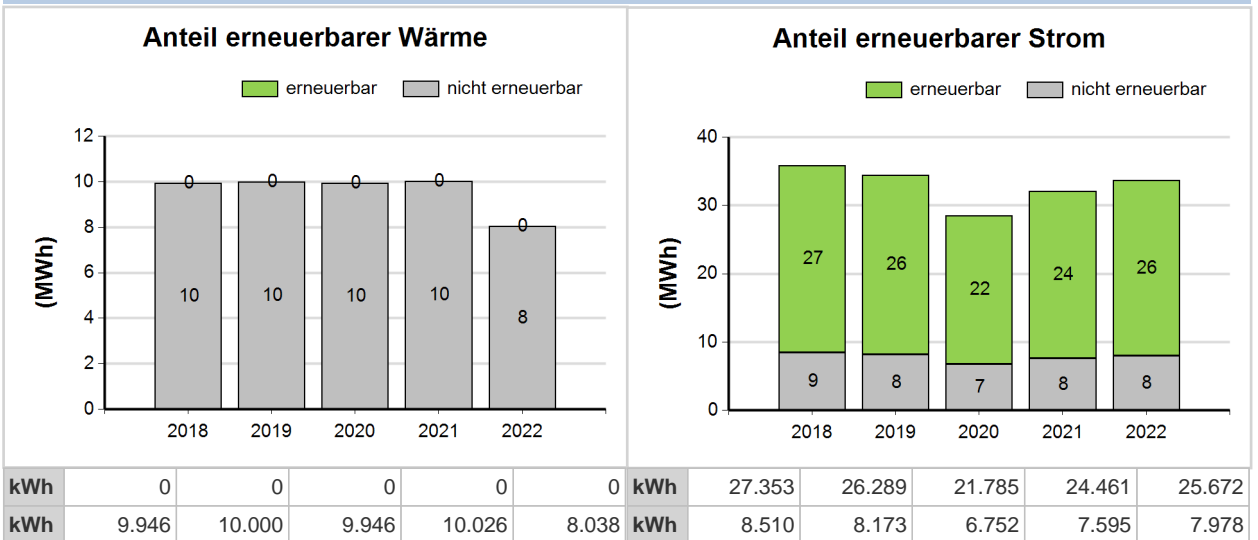 Anteil erneuerbarer Wärme
erneuerbar nicht erneuerbar
(MWh)
12
10
8
6
4
2
0
0 0 0 0 0
10 10 10 10 8
2018 2019 2020 2021 2022
Anteil erneuerbarer Strom
erneuerbar nicht erneuerbar
(MWh)
40
30
20
10
0
27 26 22 24 26
9 8 7 8 8
2018 2019 2020 2021 2022
kWh 0 0 0 0 0 kWh 27.353 26.289 21.785 24.461 25.672
kWh 9.946 10.000 9.946 10.026 8.038 kWh 8.510 8.173 6.752 7.595 7.978